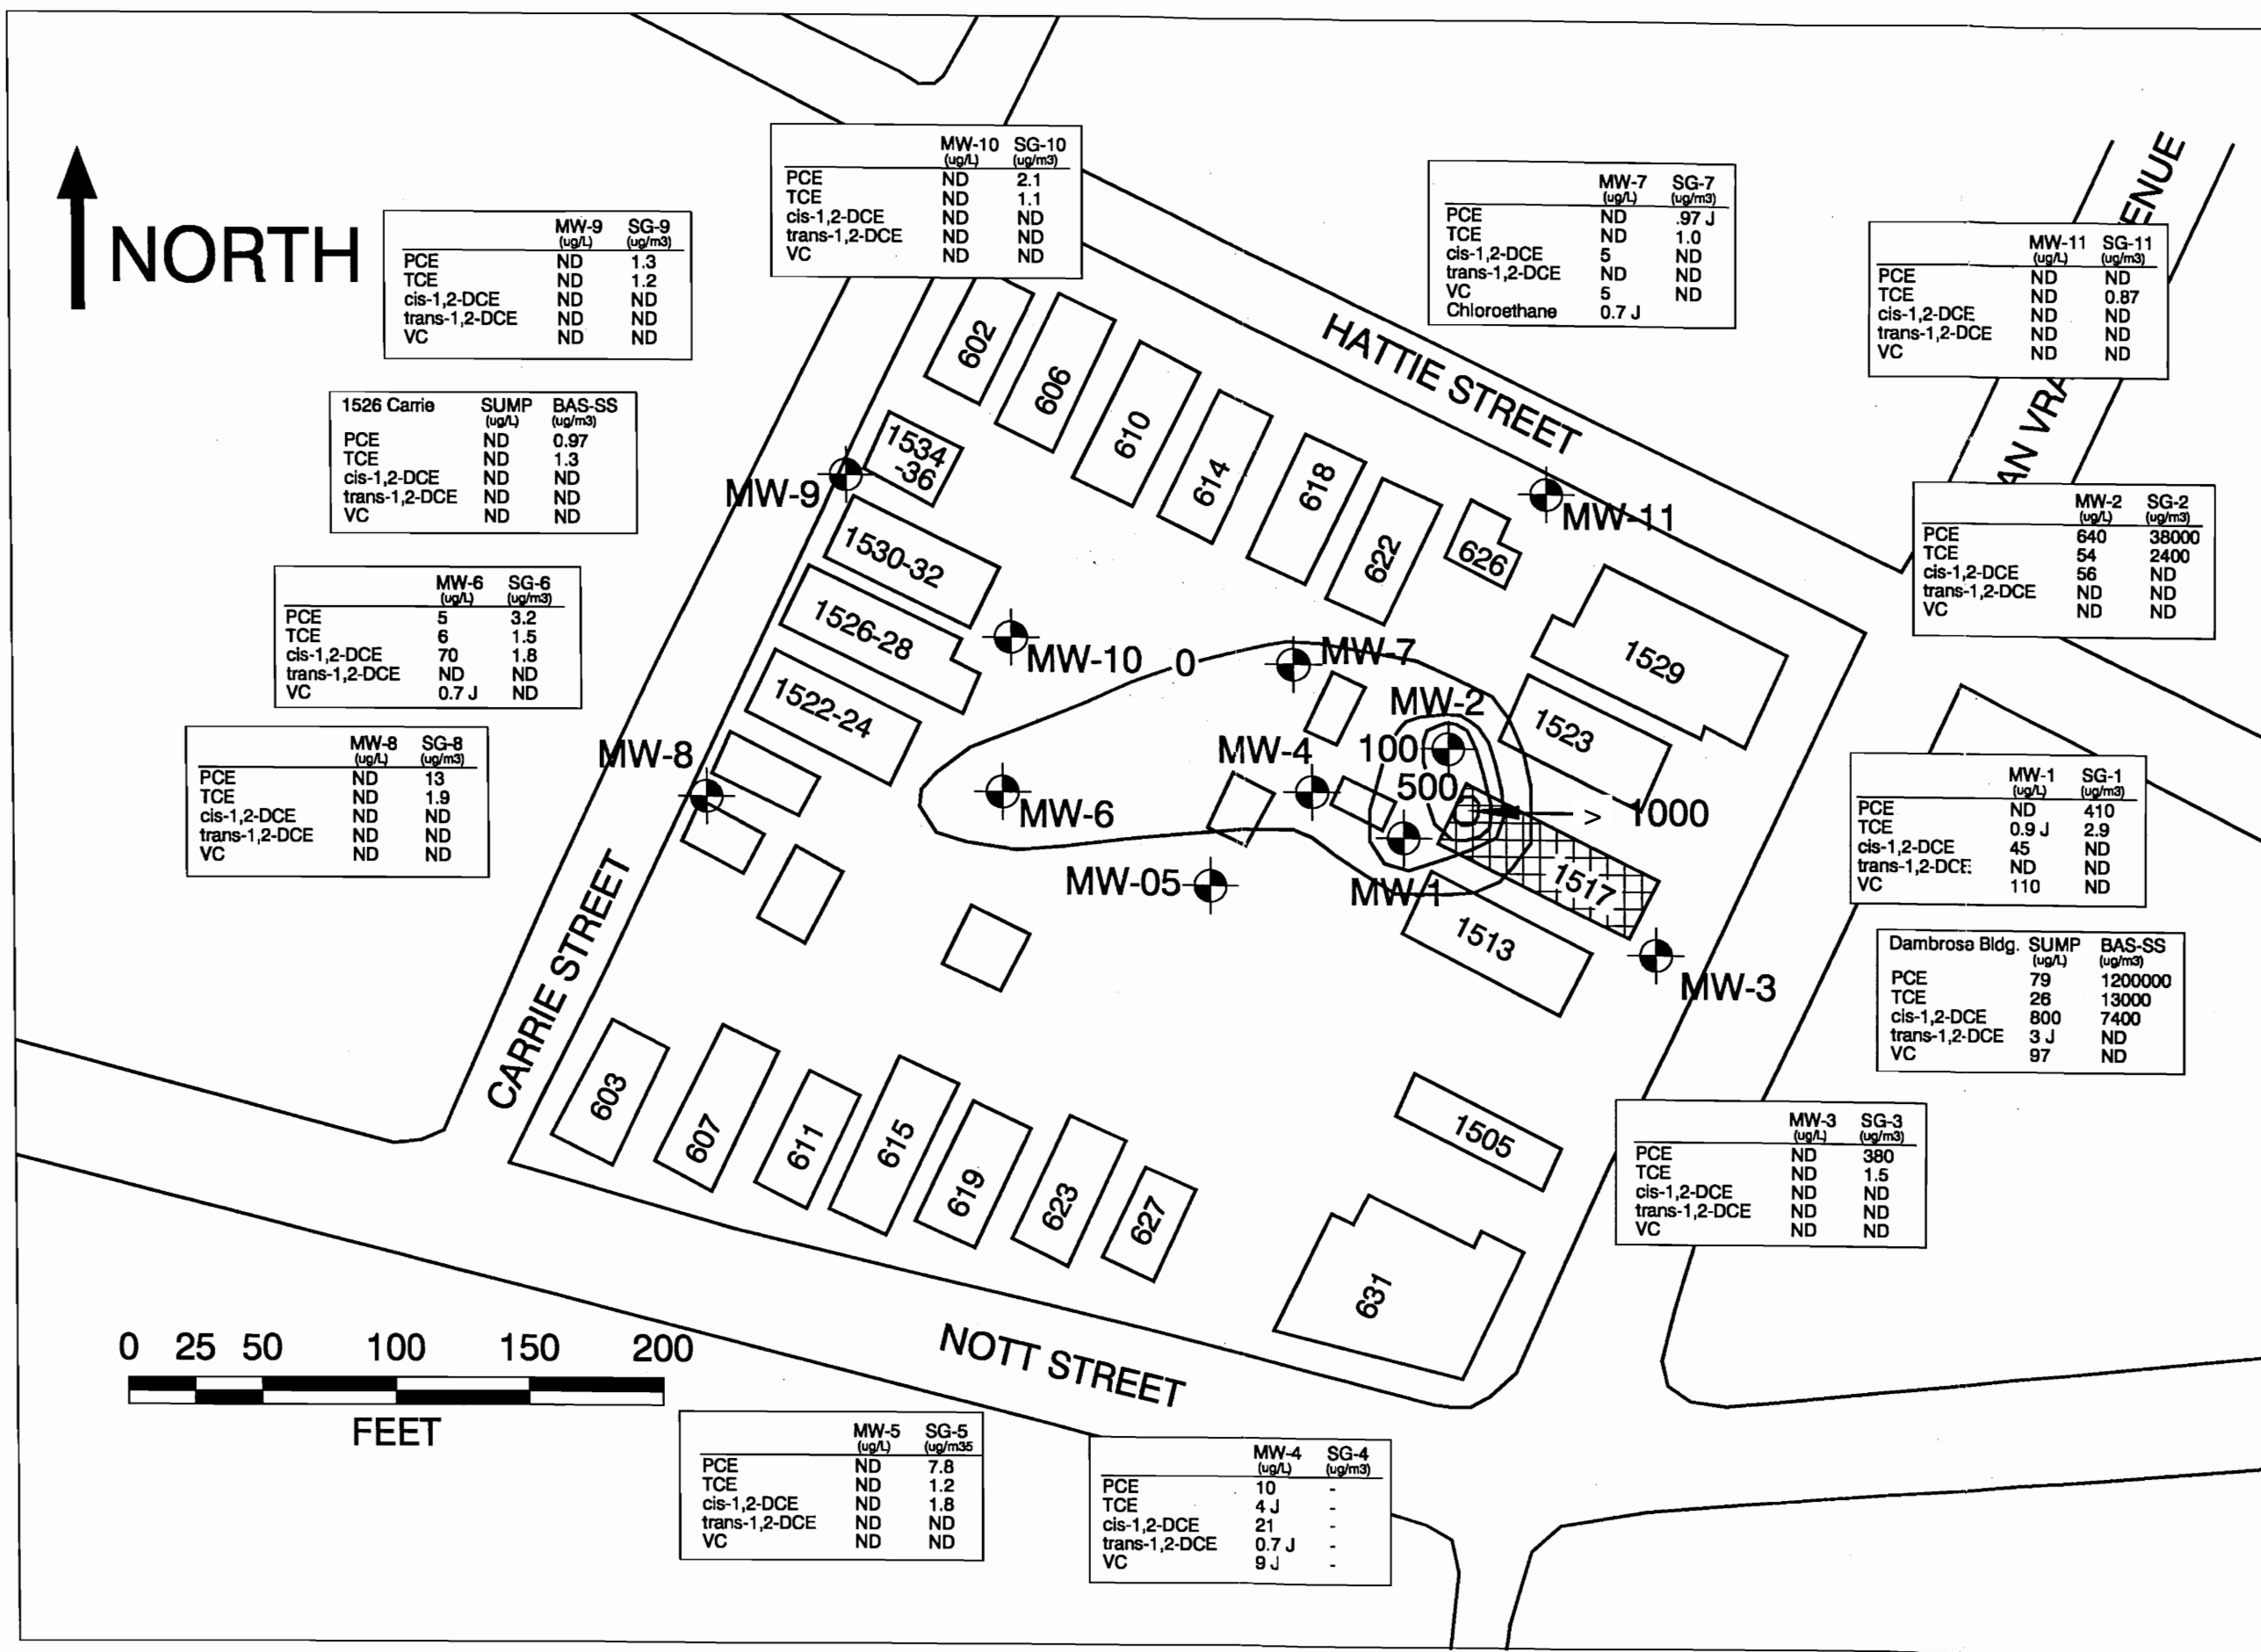 NORTH
MW-10 SG-10
(ug/L) (ug/m3)
PCE ND 2.1
TCE ND 1.1
cis-1,2-DCE ND ND
trans-1,2-DCE ND ND
VC ND ND
MW-7 SG-7
(ug/L) (ug/m3)
PCE ND .97 J
TCE ND 1.0
cis-1,2-DCE 5 ND
trans-1,2-DCE ND ND
VC 5 ND
Chloroethane 0.7 J
MW-9 SG-9
(ug/L) (ug/m3)
PCE ND 1.3
TCE ND 1.2
cis-1,2-DCE ND ND
trans-1,2-DCE ND ND
VC ND ND
MW-11 SG-11
(ug/L) (ug/m3)
PCE ND ND
TCE ND 0.87
cis-1,2-DCE ND ND
trans-1,2-DCE ND ND
VC ND ND
1526 Carrie SUMP BAS-SS
(ug/L) (ug/m3)
PCE ND 0.97
TCE ND 1.3
cis-1,2-DCE ND ND
trans-1,2-DCE ND ND
VC ND ND
MW-2 SG-2
(ug/L) (ug/m3)
PCE 640 38000
TCE 54 2400
cis-1,2-DCE 56 ND
trans-1,2-DCE ND ND
VC ND ND
MW-6 SG-6
(ug/L) (ug/m3)
PCE 5 3.2
TCE 6 1.5
cis-1,2-DCE 70 1.8
trans-1,2-DCE ND ND
VC 0.7 J ND
MW-8 SG-8
(ug/L) (ug/m3)
PCE ND 13
TCE ND 1.9
cis-1,2-DCE ND ND
trans-1,2-DCE ND ND
VC ND ND
MW-1 SG-1
(ug/L) (ug/m3)
PCE ND 410
TCE 0.9 J 2.9
cis-1,2-DCE 45 ND
trans-1,2-DCE ND ND
VC 110 ND
Dambrosa Bldg. SUMP BAS-SS
(ug/L) (ug/m3)
PCE 79 1200000
TCE 26 13000
cis-1,2-DCE 800 7400
trans-1,2-DCE 3 J ND
VC 97 ND
MW-3 SG-3
(ug/L) (ug/m3)
PCE ND 380
TCE ND 1.5
cis-1,2-DCE ND ND
trans-1,2-DCE ND ND
VC ND ND
MW-5 SG-5
(ug/L) (ug/m35
PCE ND 7.8
TCE ND 1.2
cis-1,2-DCE ND 1.8
trans-1,2-DCE ND ND
VC ND ND
MW-4 SG-4
(ug/L) (ug/m3)
PCE 10 -
TCE 4 J -
cis-1,2-DCE 21 -
trans-1,2-DCE 0.7 J -
VC 9 J -
HATTIE STREET
AN VRA
ENUE
CARRIE STREET
NOTT STREET
602
606
610
614
618
622
626
1534
-36
1530-32
1526-28
1522-24
1529
1523
1517
1513
1505
631
603
607
611
615
619
623
627
MW-9
MW-11
MW-10
0
MW-7
MW-2
MW-8
MW-4
100
500
> 1000
MW-6
MW-05
MW-1
MW-3
0 25 50 100 150 200
FEET